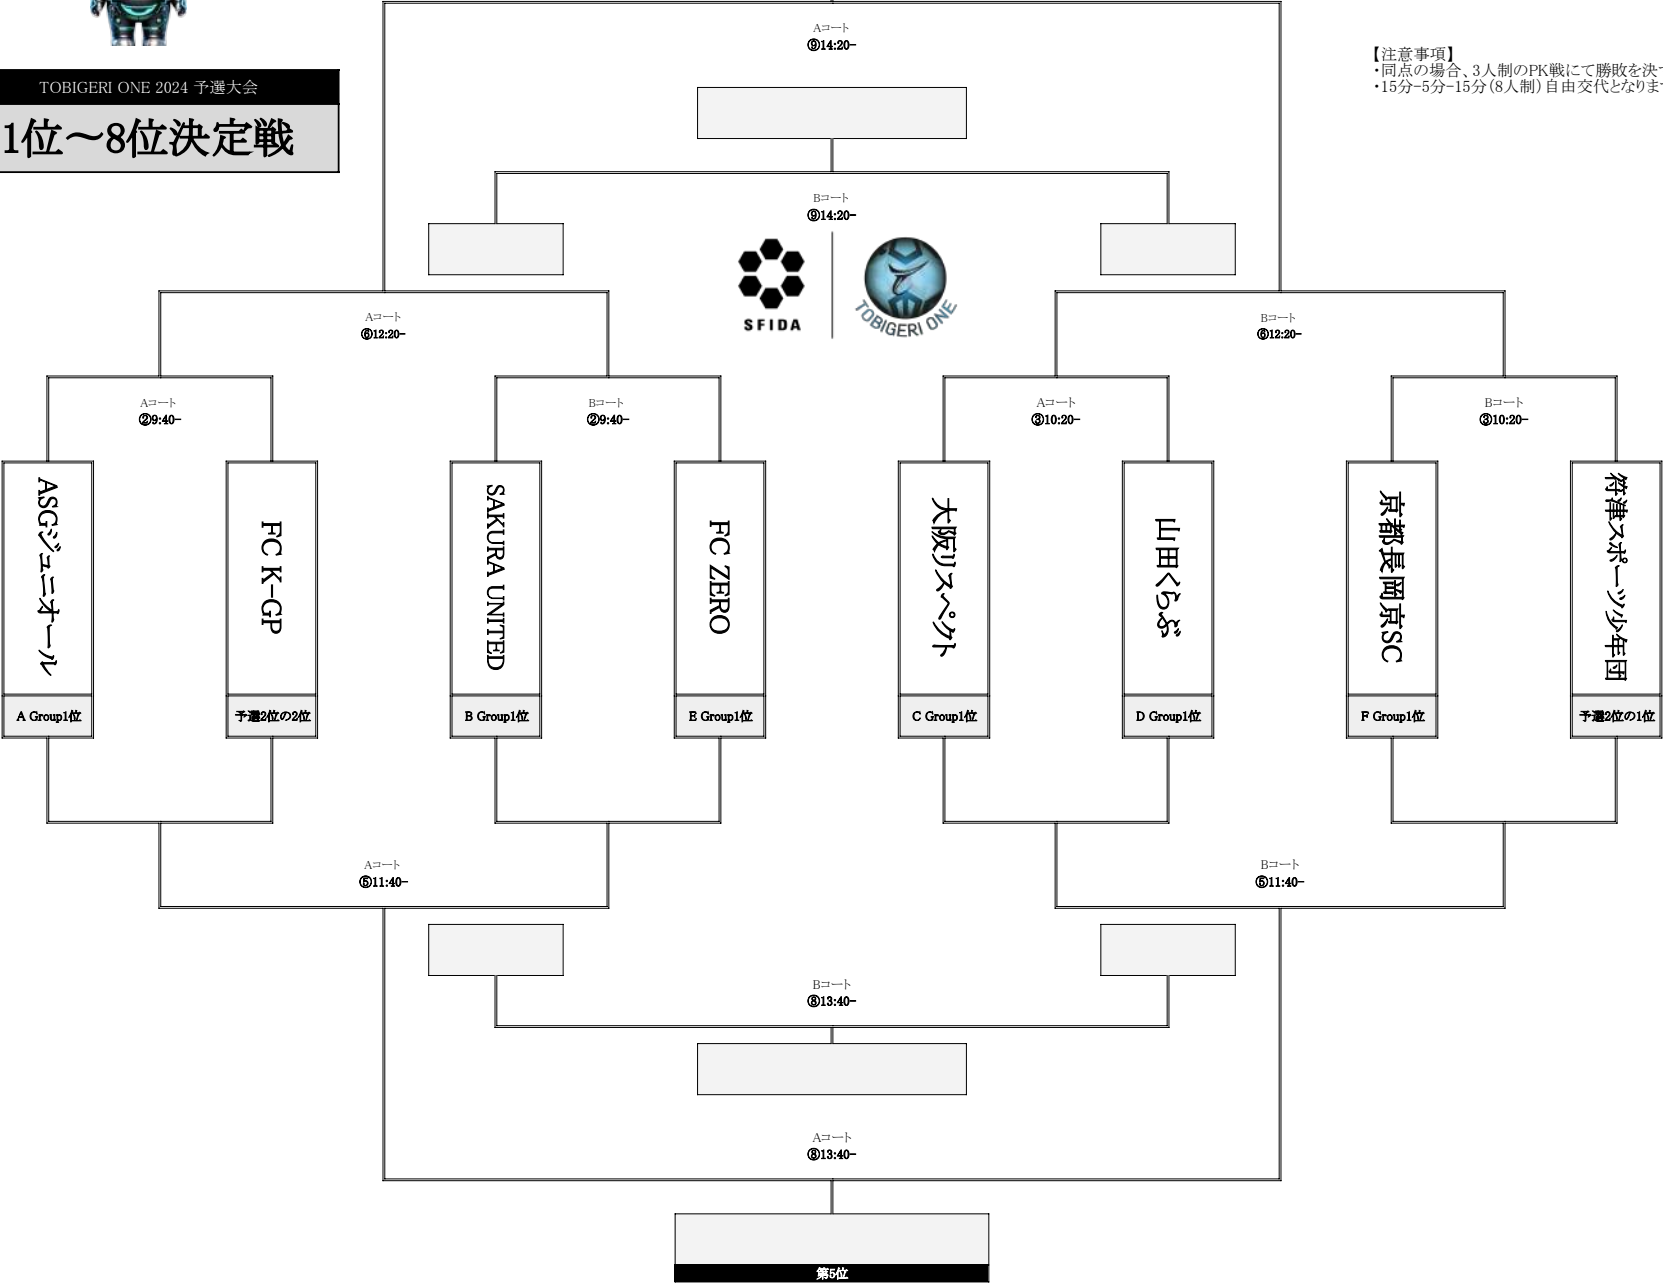 Aコート
⑨14:20-
【注意事項】
・同点の場合、3人制のPK戦にて勝敗を決
・15分-5分-15分（8人制）自由交代となりま
TOBIGERI ONE 2024 予選大会
1位～8位決定戦
Bコート
⑨14:20-
SFIDA
TOBIGERI ONE
Aコート
⑥12:20-
Bコート
⑥12:20-
Aコート
②9:40-
Bコート
②9:40-
Aコート
③10:20-
Bコート
③10:20-
ASGジュニオール
FC K-GP
SAKURA UNITED
FC ZERO
大阪リスペクト
山田くらぶ
京都長岡京SC
符津スポーツ少年団
A Group1位
予選2位の2位
B Group1位
E Group1位
C Group1位
D Group1位
F Group1位
予選2位の1位
Aコート
⑤11:40-
Bコート
⑤11:40-
Bコート
⑧13:40-
Aコート
⑧13:40-
第5位